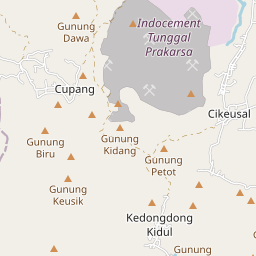 Gunung
Dawa
Indocement
Tunggal
Prakarsa
Cupang
Cikeusal
Gunung
Biru
Gunung
Kidang
Gunung
Petot
Gunung
Keusik
Kedongdong
Kidul
Gunung